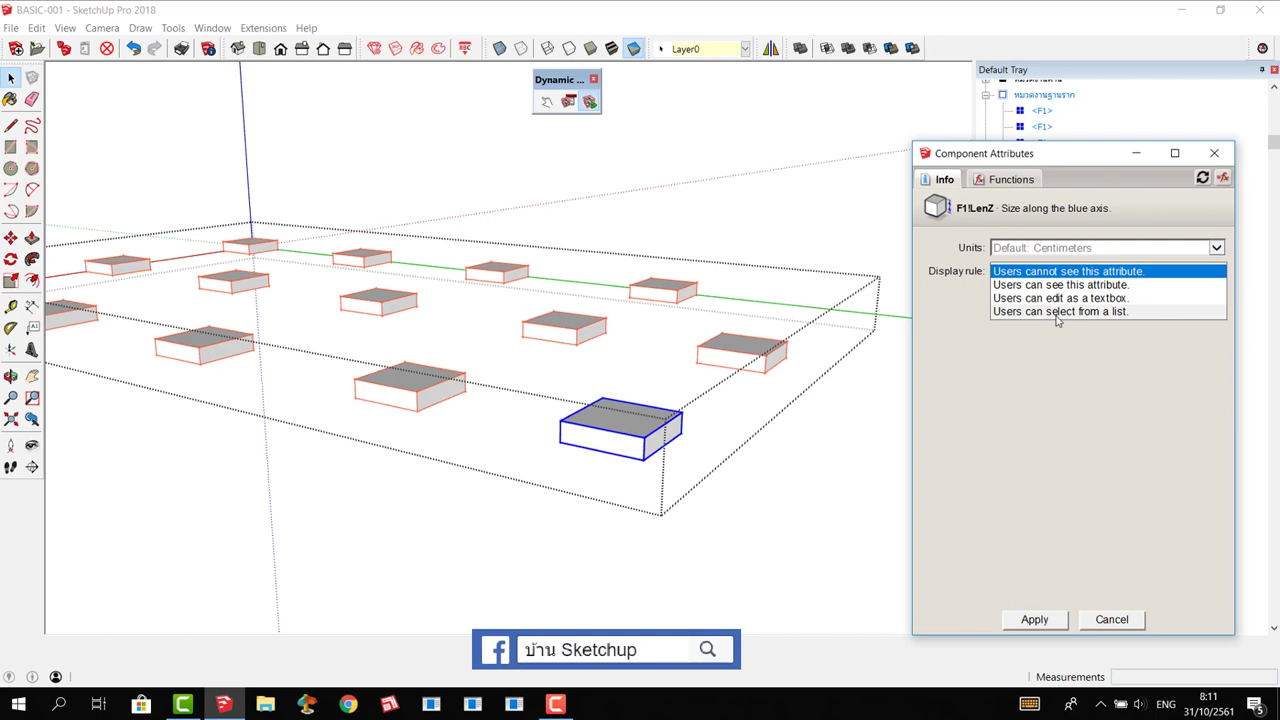 BASIC-001 - SketchUp Pro 2018
File Edit View Camera Draw Tools Window Extensions Help
Layer0
Default Tray
Dynamic ...
หมวดงานฐานราก
<F1>
<F1>
Component Attributes
Info
Functions
F1!LenZ - Size along the blue axis.
Units: Default: Centimeters
Display rule: Users cannot see this attribute.
Users can see this attribute.
Users can edit as a textbox.
Users can select from a list.
Apply
Cancel
บ้าน Sketchup
Measurements
8:11
ENG
31/10/2561
5